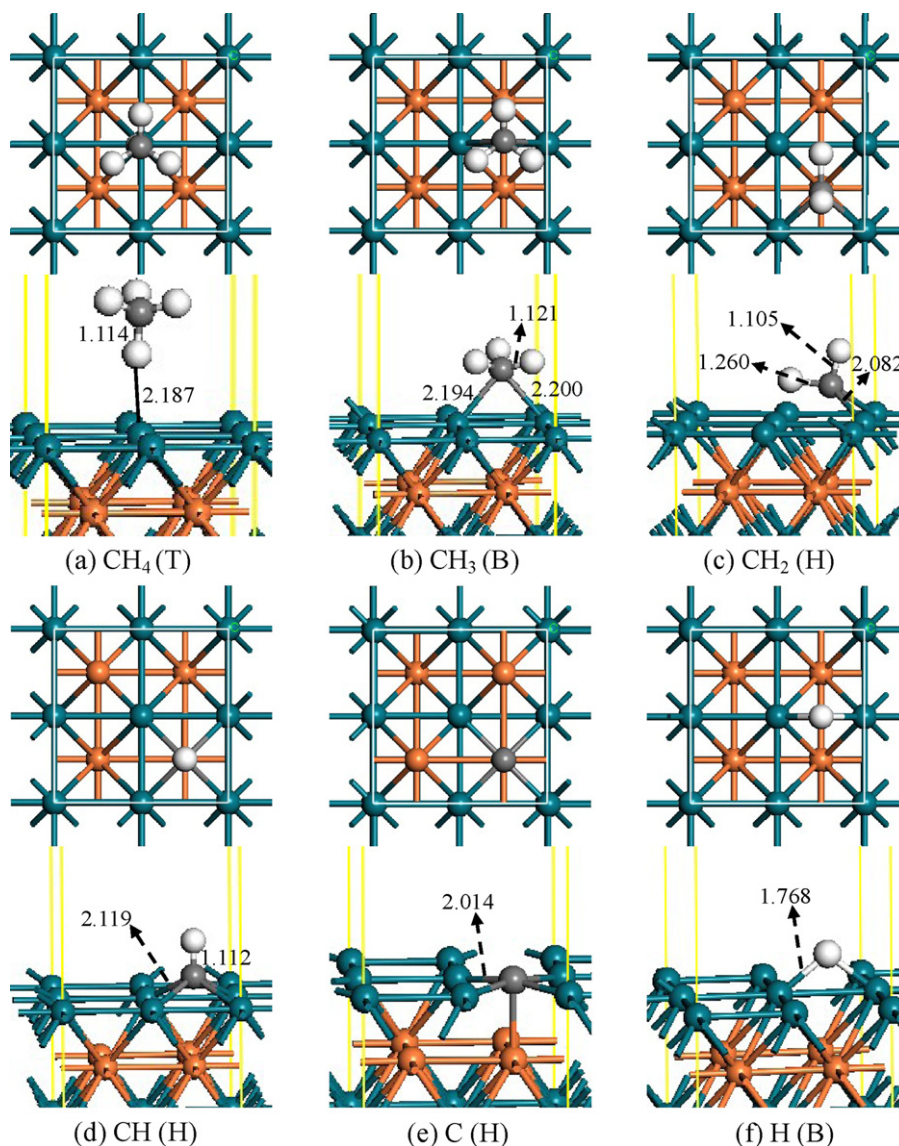 1.114
2.187
1.121
2.194
2.200
1.105
1.260
2.082
(a) CH₄ (T)
(b) CH₃ (B)
(c) CH₂ (H)
2.119
1.112
2.014
1.768
(d) CH (H)
(e) C (H)
(f) H (B)